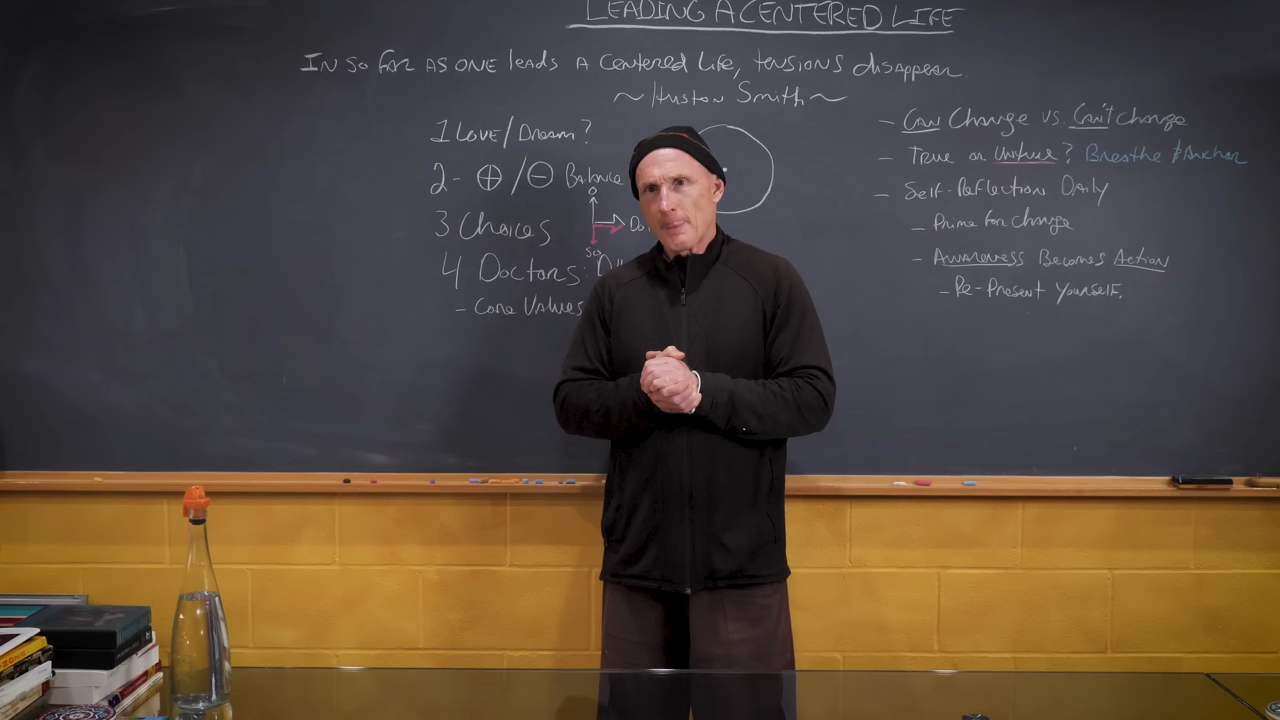 LEADING A CENTERED LIFE
IN SO FAR AS ONE leads A Centered Life, tensions disappear.
~ Huston Smith ~
1 LOVE/Dream?
2- ⊕/⊖ Balance
3 Choices
4 Doctors:
- Core Values
- Can Change vs. Can't Change
- True or Untrue? Breathe & Anchor
- Self-Reflection Daily
- Prime for Change
- Awareness Becomes Action
- Re-Present Yourself.